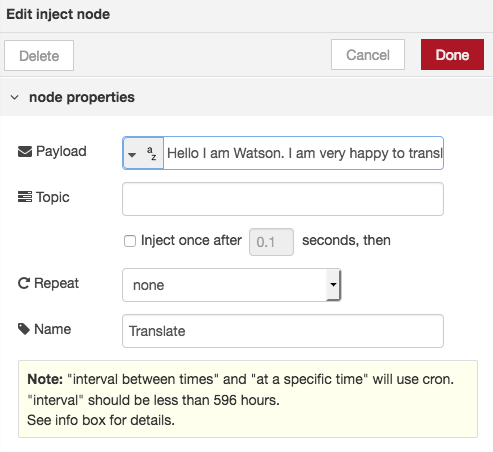 Edit inject node
Delete
Cancel
Done
node properties
Payload
az
Hello I am Watson. I am very happy to transl
Topic
Inject once after 0.1 seconds, then
Repeat
none
Name
Translate
Note: "interval between times" and "at a specific time" will use cron.
"interval" should be less than 596 hours.
See info box for details.